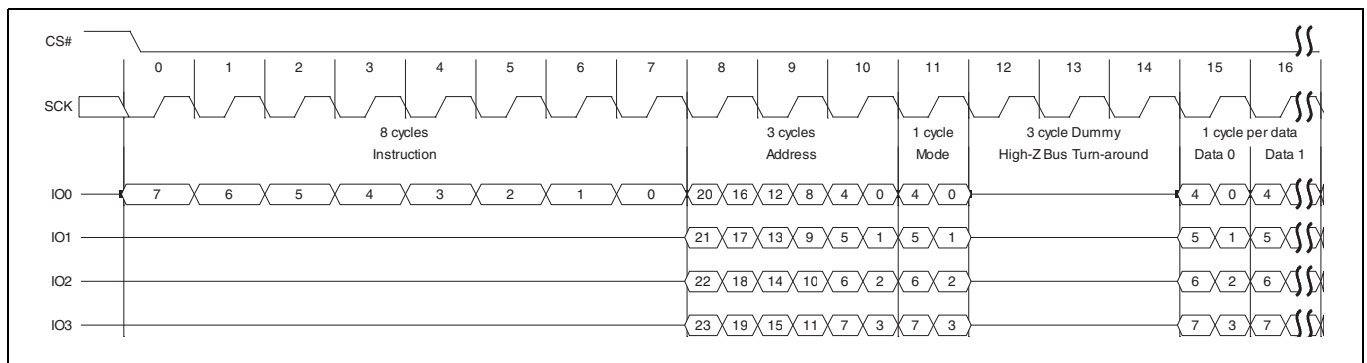 CS#
0 1 2 3 4 5 6 7 8 9 10 11 12 13 14 15 16
SCK
8 cycles 3 cycles 1 cycle 3 cycle Dummy 1 cycle per data
Instruction Address Mode High-Z Bus Turn-around Data 0 Data 1
IO0 7 6 5 4 3 2 1 0 20 16 12 8 4 0 4 0 4 0 4
IO1 21 17 13 9 5 1 5 1 5 1 5
IO2 22 18 14 10 6 2 6 2 6 2 6
IO3 23 19 15 11 7 3 7 3 7 3 7